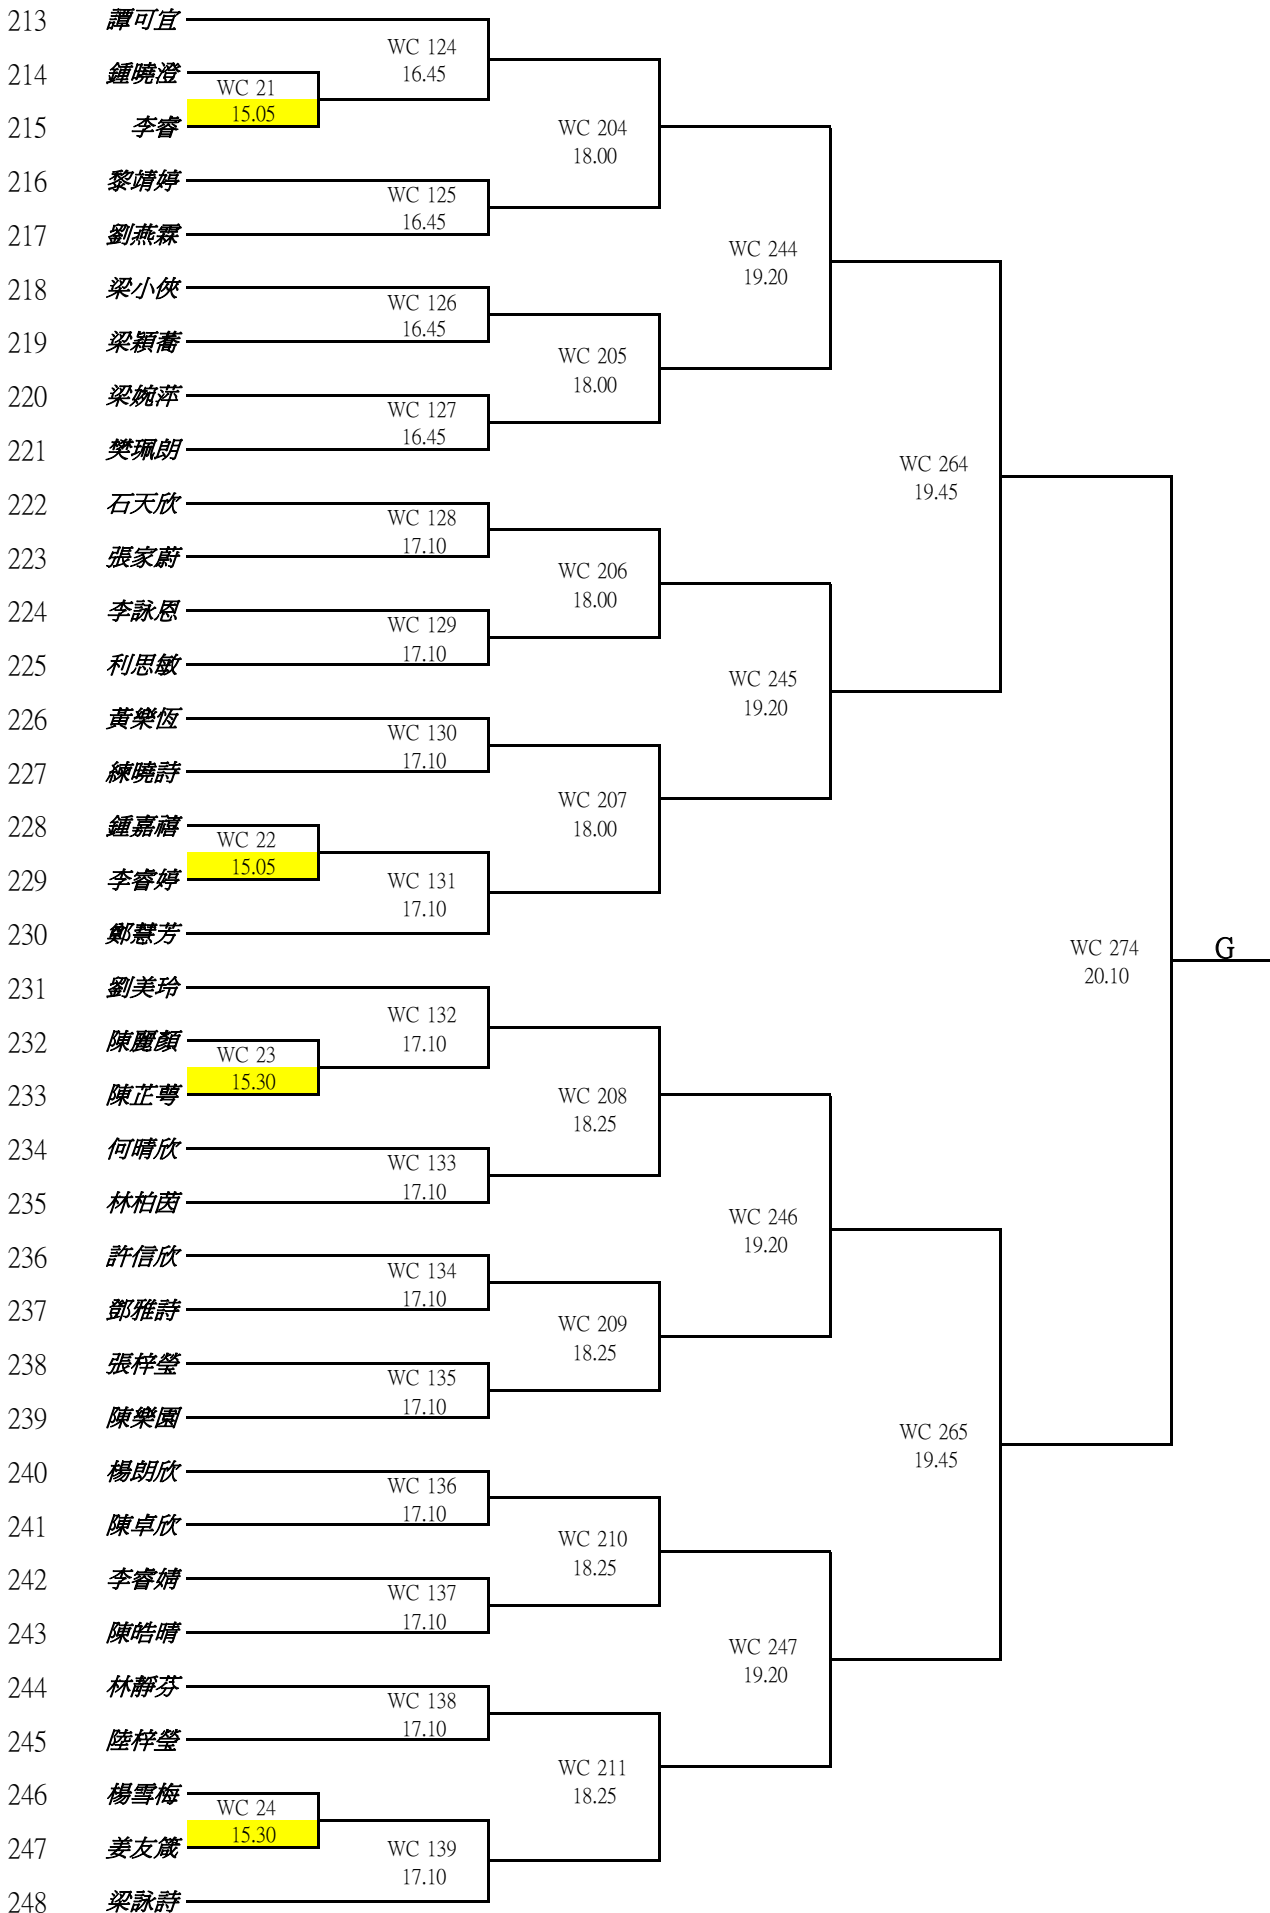 213 譚可宜
WC 124
214 鍾曉澄 16.45
WC 21
215 李睿 15.05
WC 204
18.00
216 黎靖婷
WC 125
217 劉燕霖 16.45
WC 244
19.20
218 梁小俠
WC 126
219 梁穎蕎 16.45
WC 205
18.00
220 梁婉萍
WC 127
221 樊珮朗 16.45
WC 264
19.45
222 石天欣
WC 128
223 張家蔚 17.10
WC 206
18.00
224 李詠恩
WC 129
225 利思敏 17.10
WC 245
19.20
226 黃樂恆
WC 130
227 練曉詩 17.10
WC 207
18.00
228 鍾嘉禧
WC 22
229 李睿婷 15.05
WC 131
17.10
230 鄭慧芳
WC 274 G
20.10
231 劉美玲
WC 132
232 陳麗顏 17.10
WC 23
233 陳芷蕚 15.30
WC 208
18.25
234 何晴欣
WC 133
235 林柏茵 17.10
WC 246
19.20
236 許信欣
WC 134
237 鄧雅詩 17.10
WC 209
18.25
238 張梓瑩
WC 135
239 陳樂園 17.10
WC 265
19.45
240 楊朗欣
WC 136
241 陳卓欣 17.10
WC 210
18.25
242 李睿婧
WC 137
243 陳皓晴 17.10
WC 247
19.20
244 林靜芬
WC 138
245 陸梓瑩 17.10
WC 211
18.25
246 楊雪梅
WC 24
247 姜友箴 15.30
WC 139
17.10
248 梁詠詩